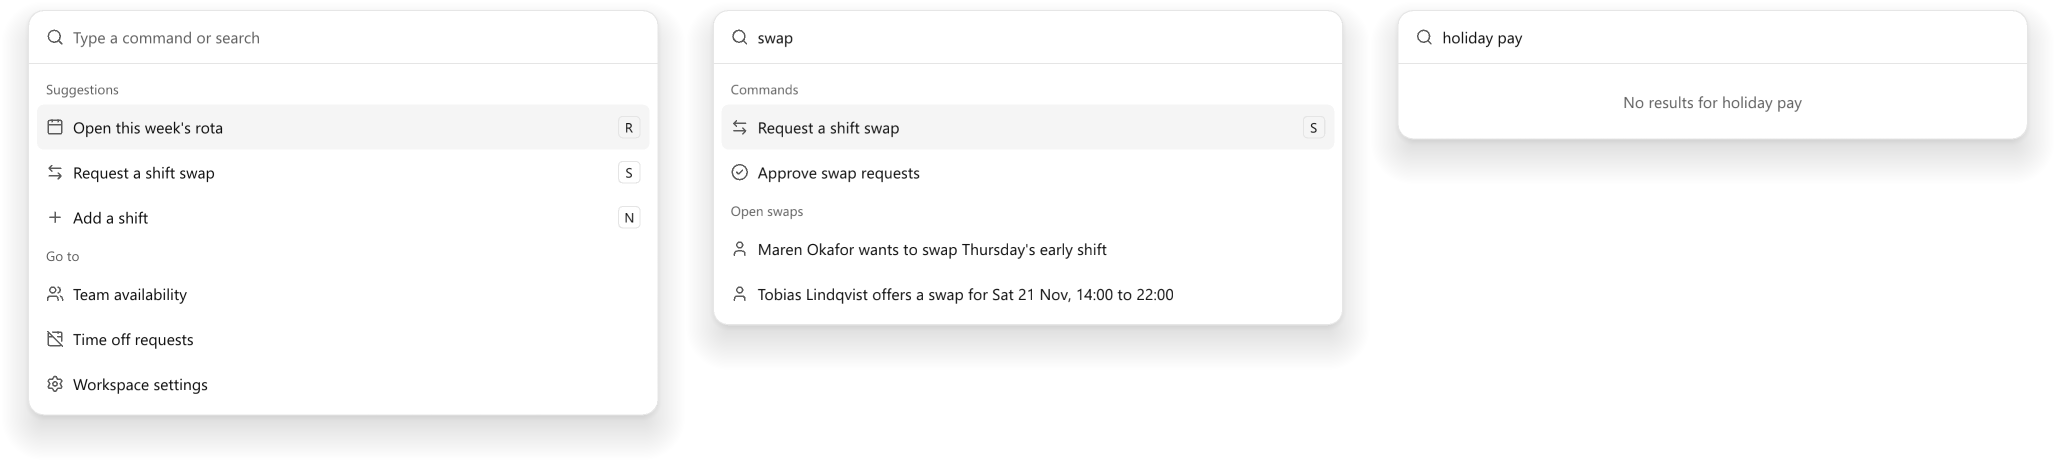 Type a command or search
Suggestions
Open this week's rota R
Request a shift swap S
Add a shift N
Go to
Team availability
Time off requests
Workspace settings
swap
Commands
Request a shift swap S
Approve swap requests
Open swaps
Maren Okafor wants to swap Thursday's early shift
Tobias Lindqvist offers a swap for Sat 21 Nov, 14:00 to 22:00
holiday pay
No results for holiday pay